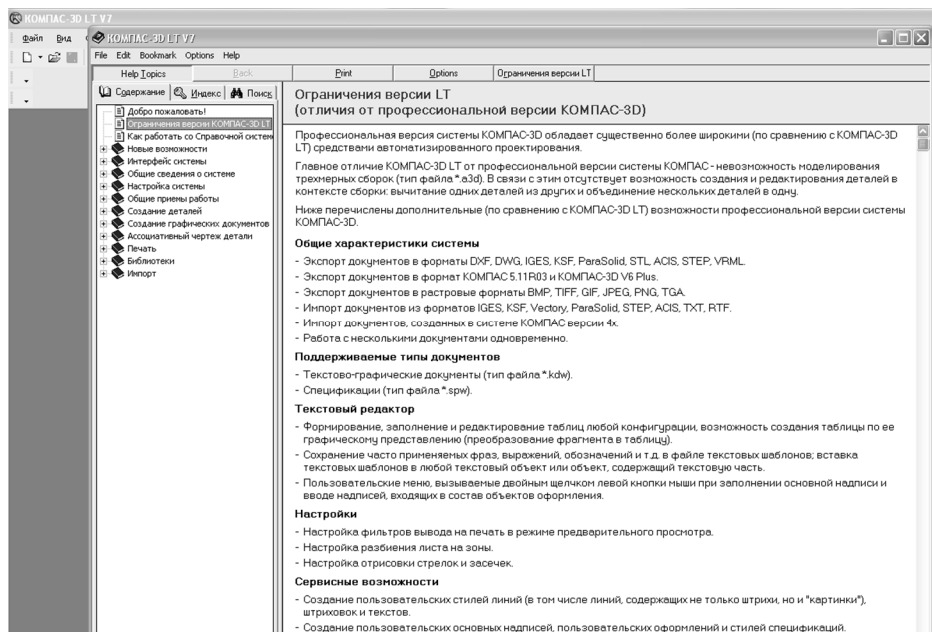 КОМПАС-3D LT V7
Файл Вид
КОМПАС-3D LT V7
File Edit Bookmark Options Help
Help Topics Back Print Options Ограничения версии LT
Содержание Индекс Поиск
Добро пожаловать!
Ограничения версии КОМПАС-3D LT
Как работать со Справочной систем
Новые возможности
Интерфейс системы
Общие сведения о системе
Настройка системы
Общие приемы работы
Создание деталей
Создание графических документов
Ассоциативный чертеж детали
Печать
Библиотеки
Импорт
Ограничения версии LT
(отличия от профессиональной версии КОМПАС-3D)
Профессиональная версия системы КОМПАС-3D обладает существенно более широкими (по сравнению с КОМПАС-3D
LT) средствами автоматизированного проектирования.
Главное отличие КОМПАС-3D LT от профессиональной версии системы КОМПАС - невозможность моделирования
трехмерных сборок (тип файла *.a3d). В связи с этим отсутствует возможность создания и редактирования деталей в
контексте сборки: вычитание одних деталей из других и объединение нескольких деталей в одну.
Ниже перечислены дополнительные (по сравнению с КОМПАС-3D LT) возможности профессиональной версии системы
КОМПАС-3D.
Общие характеристики системы
- Экспорт документов в форматы DXF, DWG, IGES, KSF, ParaSolid, STL, ACIS, STEP, VRML.
- Экспорт документов в формат КОМПАС 5.11R03 и КОМПАС-3D V6 Plus.
- Экспорт документов в растровые форматы BMP, TIFF, GIF, JPEG, PNG, TGA.
- Импорт документов из форматов IGES, KSF, Vectory, ParaSolid, STEP, ACIS, TXT, RTF.
- Импорт документов, созданных в системе КОМПАС версии 4x.
- Работа с несколькими документами одновременно.
Поддерживаемые типы документов
- Текстово-графические документы (тип файла *.kdw).
- Спецификации (тип файла *.spw).
Текстовый редактор
- Формирование, заполнение и редактирование таблиц любой конфигурации, возможность создания таблицы по ее
графическому представлению (преобразование фрагмента в таблицу).
- Сохранение часто применяемых фраз, выражений, обозначений и т.д. в файле текстовых шаблонов; вставка
текстовых шаблонов в любой текстовый объект или объект, содержащий текстовую часть.
- Пользовательские меню, вызываемые двойным щелчком левой кнопки мыши при заполнении основной надписи и
вводе надписей, входящих в состав объектов оформления.
Настройки
- Настройка фильтров вывода на печать в режиме предварительного просмотра.
- Настройка разбиения листа на зоны.
- Настройка отрисовки стрелок и засечек.
Сервисные возможности
- Создание пользовательских стилей линий (в том числе линий, содержащих не только штрихи, но и "картинки"),
штриховок и текстов.
- Создание пользовательских основных надписей, пользовательских оформлений и стилей спецификаций.